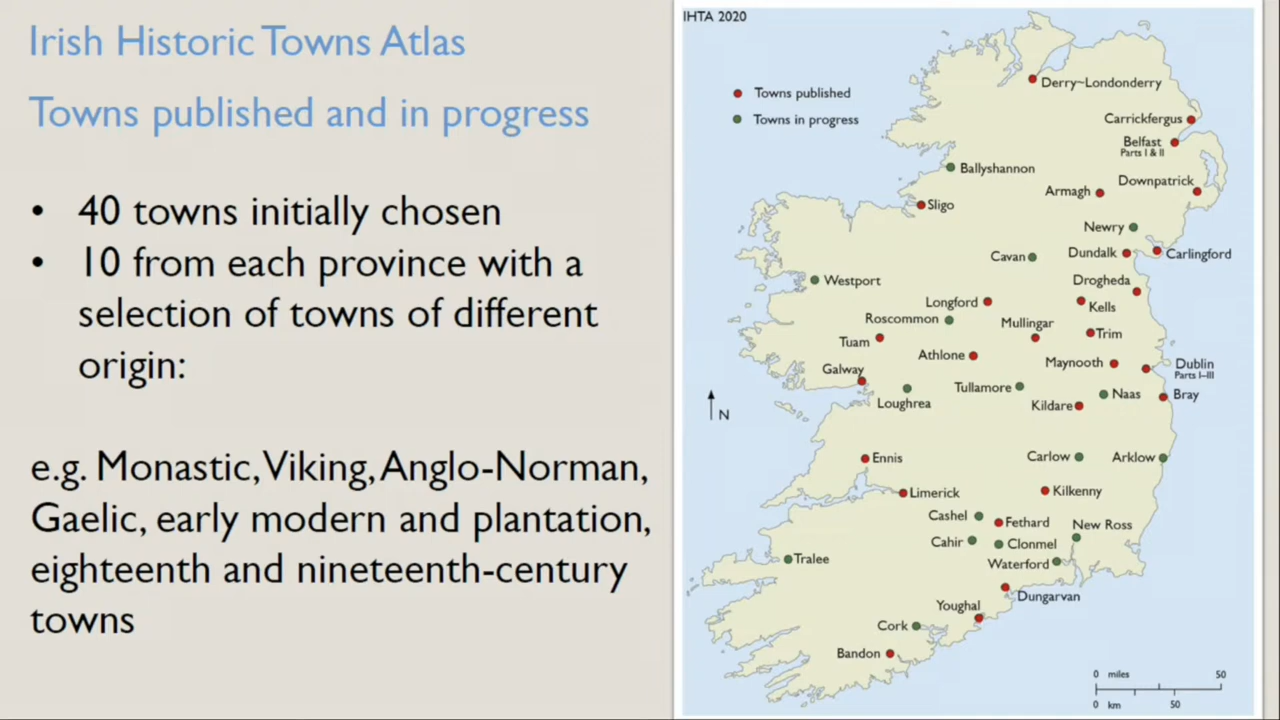 Irish Historic Towns Atlas
Towns published and in progress
• 40 towns initially chosen
• 10 from each province with a
selection of towns of different
origin:
e.g. Monastic, Viking, Anglo-Norman,
Gaelic, early modern and plantation,
eighteenth and nineteenth-century
towns
IHTA 2020
Towns published
Towns in progress
Derry~Londonderry
Carrickfergus
Belfast
Parts I & II
Ballyshannon
Downpatrick
Armagh
Sligo
Newry
Cavan
Dundalk
Carlingford
Westport
Drogheda
Longford
Kells
Roscommon
Mullingar
Trim
Tuam
Athlone
Maynooth
Dublin
Parts I–III
Galway
Tullamore
Naas
Bray
Loughrea
Kildare
N
Ennis
Carlow
Arklow
Limerick
Kilkenny
Cashel
Fethard
New Ross
Cahir
Clonmel
Tralee
Waterford
Dungarvan
Youghal
Cork
Bandon
0 miles 50
0 km 50